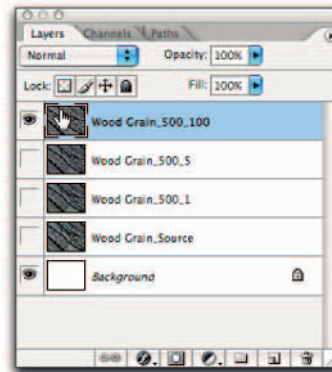 Layers Channels Paths
Normal Opacity: 100%
Lock: Fill: 100%
Wood Grain_500_100
Wood Grain_500_5
Wood Grain_500_1
Wood Grain_Source
Background